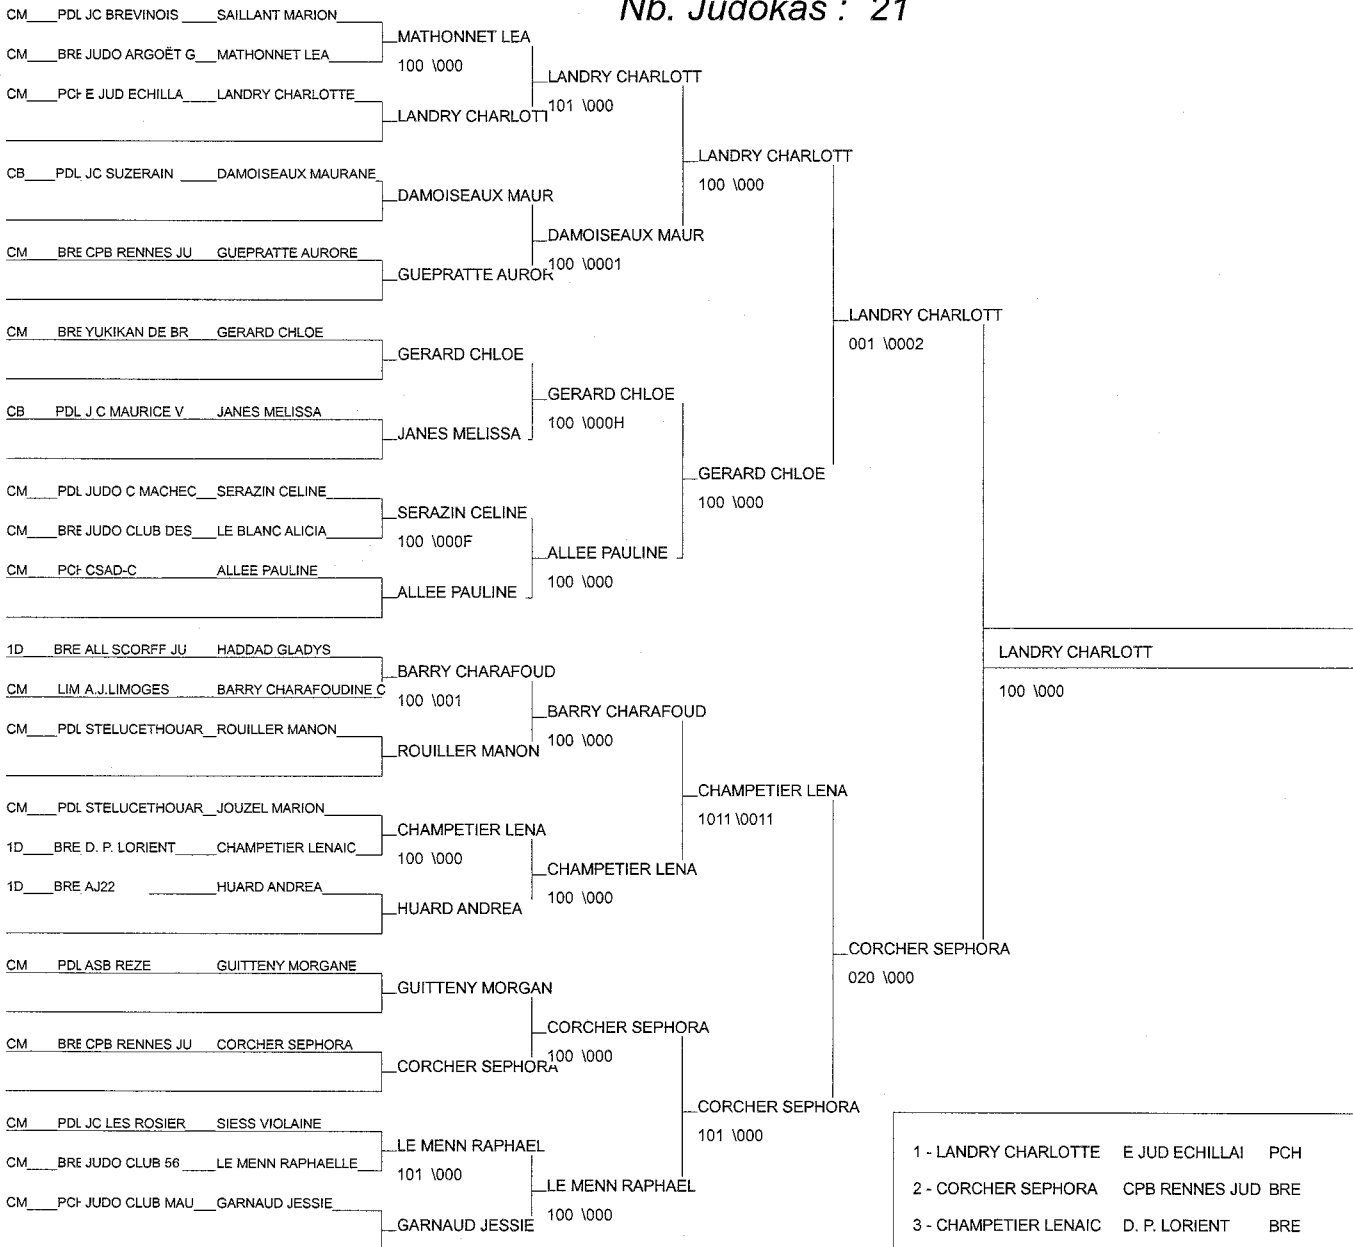 Nb. Judokas : 21
CM PDL JC BREVINOIS SAILLANT MARION
MATHONNET LEA
CM BRE JUDO ARGOËT G MATHONNET LEA
100 \000
LANDRY CHARLOTT
101 \000
CM PCH E JUD ECHILLA LANDRY CHARLOTTE
LANDRY CHARLOTT
LANDRY CHARLOTT
100 \000
CB PDL JC SUZERAIN DAMOISEAUX MAURANE
DAMOISEAUX MAUR
DAMOISEAUX MAUR
100 \0001
CM BRE CPB RENNES JU GUEPRATTE AURORE
GUEPRATTE AUROR
LANDRY CHARLOTT
001 \0002
CM BRE YUKIKAN DE BR GERARD CHLOE
GERARD CHLOE
GERARD CHLOE
100 \000H
CB PDL J C MAURICE V JANES MELISSA
JANES MELISSA
GERARD CHLOE
100 \000
CM PDL JUDO C MACHEC SERAZIN CELINE
SERAZIN CELINE
CM BRE JUDO CLUB DES LE BLANC ALICIA
100 \000F
ALLEE PAULINE
100 \000
CM PCH CSAD-C ALLEE PAULINE
ALLEE PAULINE
LANDRY CHARLOTT
100 \000
1D BRE ALL SCORFF JU HADDAD GLADYS
BARRY CHARAFOUD
CM LIM A.J.LIMOGES BARRY CHARAFOUDINE C
100 \001
BARRY CHARAFOUD
100 \000
CM PDL STELUCETHOUAR ROUILLER MANON
ROUILLER MANON
CHAMPETIER LENA
1011 \0011
CM PDL STELUCETHOUAR JOUZEL MARION
CHAMPETIER LENA
1D BRE D. P. LORIENT CHAMPETIER LENAIC
100 \000
CHAMPETIER LENA
100 \000
1D BRE AJ22 HUARD ANDREA
HUARD ANDREA
CORCHER SEPHORA
020 \000
CM PDL ASB REZE GUITTENY MORGANE
GUITTENY MORGAN
CORCHER SEPHORA
100 \000
CM BRE CPB RENNES JU CORCHER SEPHORA
CORCHER SEPHORA
CORCHER SEPHORA
101 \000
CM PDL JC LES ROSIER SIESS VIOLAINE
LE MENN RAPHAEL
CM BRE JUDO CLUB 56 LE MENN RAPHAELLE
101 \000
LE MENN RAPHAEL
100 \000
CM PCH JUDO CLUB MAU GARNAUD JESSIE
GARNAUD JESSIE
1 - LANDRY CHARLOTTE E JUD ECHILLAI PCH
2 - CORCHER SEPHORA CPB RENNES JUD BRE
3 - CHAMPETIER LENAIC D. P. LORIENT BRE